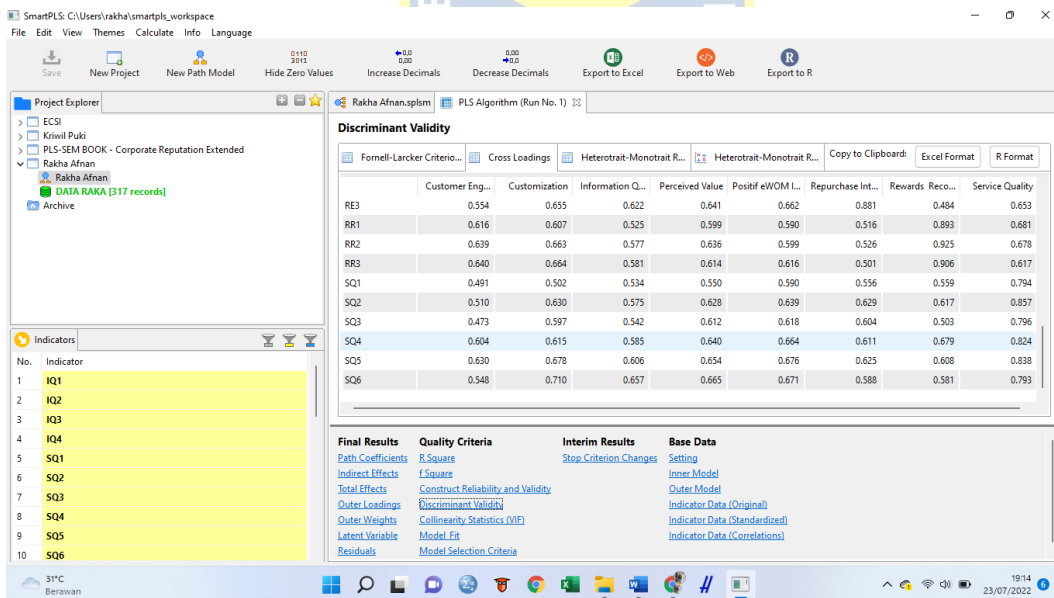 SmartPLS: C:\Users\rakha\smartpls_workspace
File Edit View Themes Calculate Info Language
Save New Project New Path Model Hide Zero Values Increase Decimals Decrease Decimals Export to Excel Export to Web Export to R
Project Explorer
ECSI
Kriwil Puki
PLS-SEM BOOK - Corporate Reputation Extended
Rakha Afnan
Rakha Afnan
DATA RAKA [317 records]
Archive
Indicators
No. Indicator
1 IQ1
2 IQ2
3 IQ3
4 IQ4
5 SQ1
6 SQ2
7 SQ3
8 SQ4
9 SQ5
10 SQ6
Rakha Afnan.splsm PLS Algorithm (Run No. 1)
Discriminant Validity
Fornell-Larcker Criterio... Cross Loadings Heterotrait-Monotrait R... Heterotrait-Monotrait R... Copy to Clipboard: Excel Format R Format
Customer Eng... Customization Information Q... Perceived Value Positif eWOM I... Repurchase Int... Rewards Reco... Service Quality
RE3 0.554 0.655 0.622 0.641 0.662 0.881 0.484 0.653
RR1 0.616 0.607 0.525 0.599 0.590 0.516 0.893 0.681
RR2 0.639 0.663 0.577 0.636 0.599 0.526 0.925 0.678
RR3 0.640 0.664 0.581 0.614 0.616 0.501 0.906 0.617
SQ1 0.491 0.502 0.534 0.550 0.590 0.556 0.559 0.794
SQ2 0.510 0.630 0.575 0.628 0.639 0.629 0.617 0.857
SQ3 0.473 0.597 0.542 0.612 0.618 0.604 0.503 0.796
SQ4 0.604 0.615 0.585 0.640 0.664 0.611 0.679 0.824
SQ5 0.630 0.678 0.606 0.654 0.676 0.625 0.608 0.838
SQ6 0.548 0.710 0.657 0.665 0.671 0.588 0.581 0.793
Final Results Quality Criteria Interim Results Base Data
Path Coefficients R Square Stop Criterion Changes Setting
Indirect Effects f Square Inner Model
Total Effects Construct Reliability and Validity Outer Model
Outer Loadings Discriminant Validity Indicator Data (Original)
Outer Weights Collinearity Statistics (VIF) Indicator Data (Standardized)
Latent Variable Model Fit Indicator Data (Correlations)
Residuals Model Selection Criteria
31°C
Berawan
19:14
23/07/2022 6